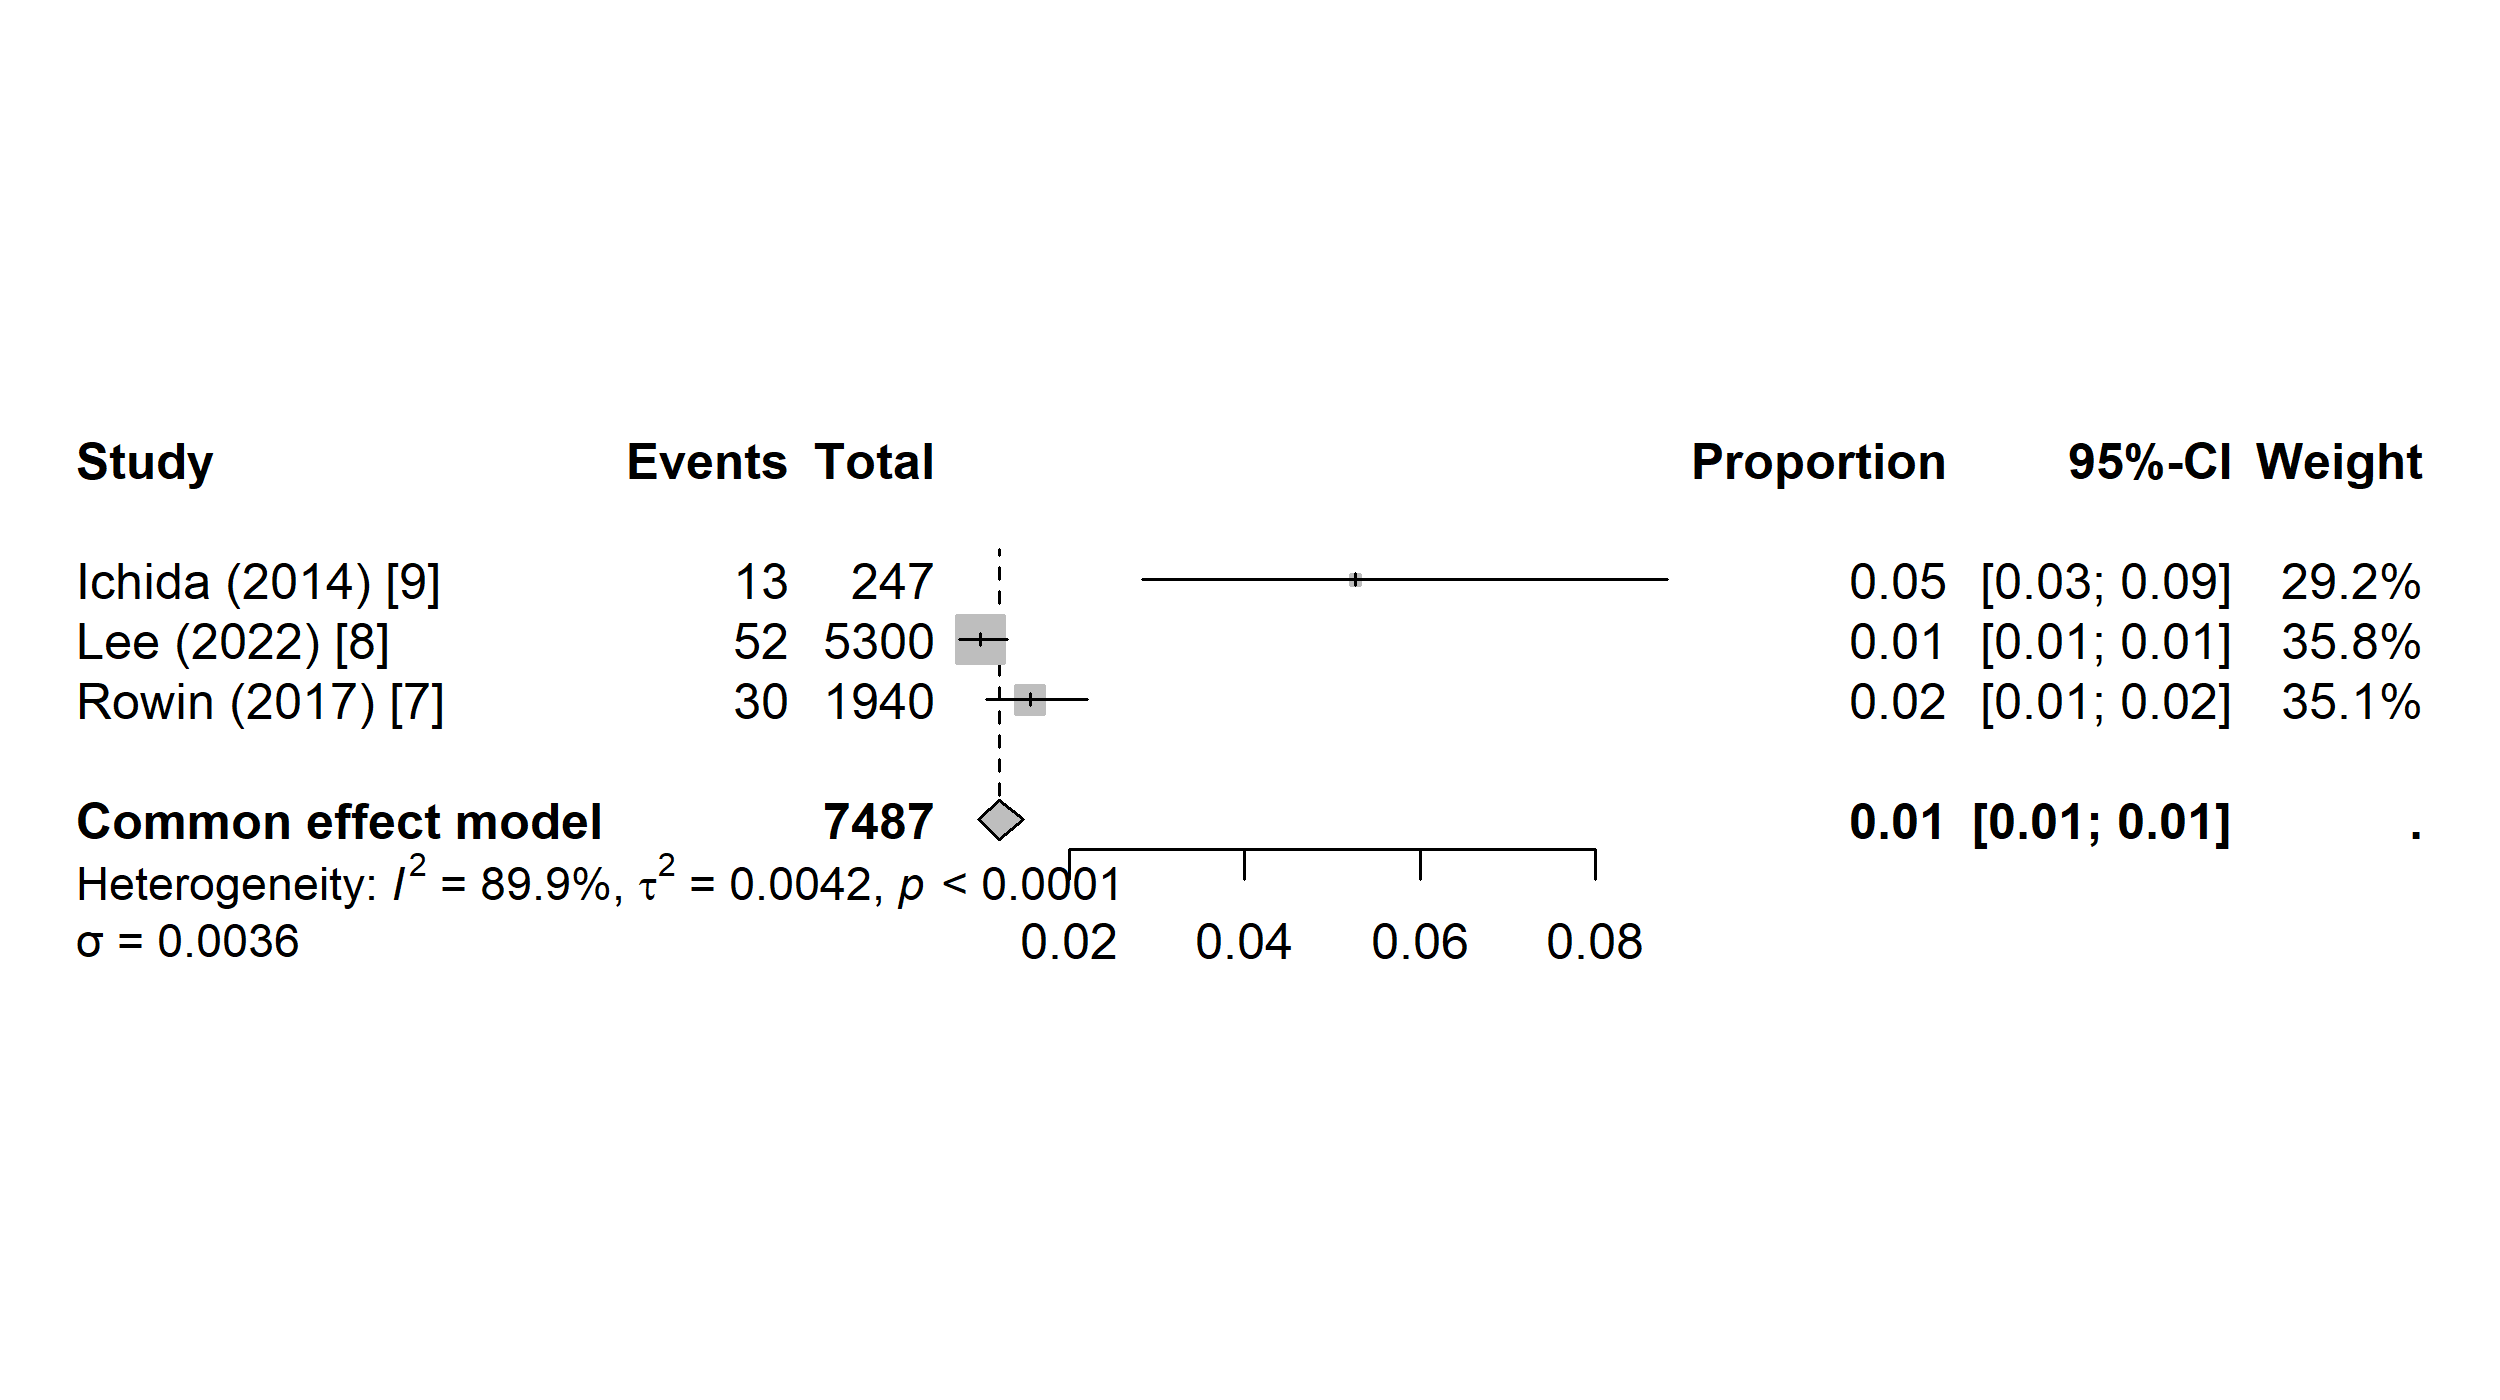 Study Events Total Proportion 95%-CI Weight
Ichida (2014) [9] 13 247 0.05 [0.03; 0.09] 29.2%
Lee (2022) [8] 52 5300 0.01 [0.01; 0.01] 35.8%
Rowin (2017) [7] 30 1940 0.02 [0.01; 0.02] 35.1%
Common effect model 7487 0.01 [0.01; 0.01] .
Heterogeneity: I² = 89.9%, τ² = 0.0042, p < 0.0001
σ = 0.0036 0.02 0.04 0.06 0.08